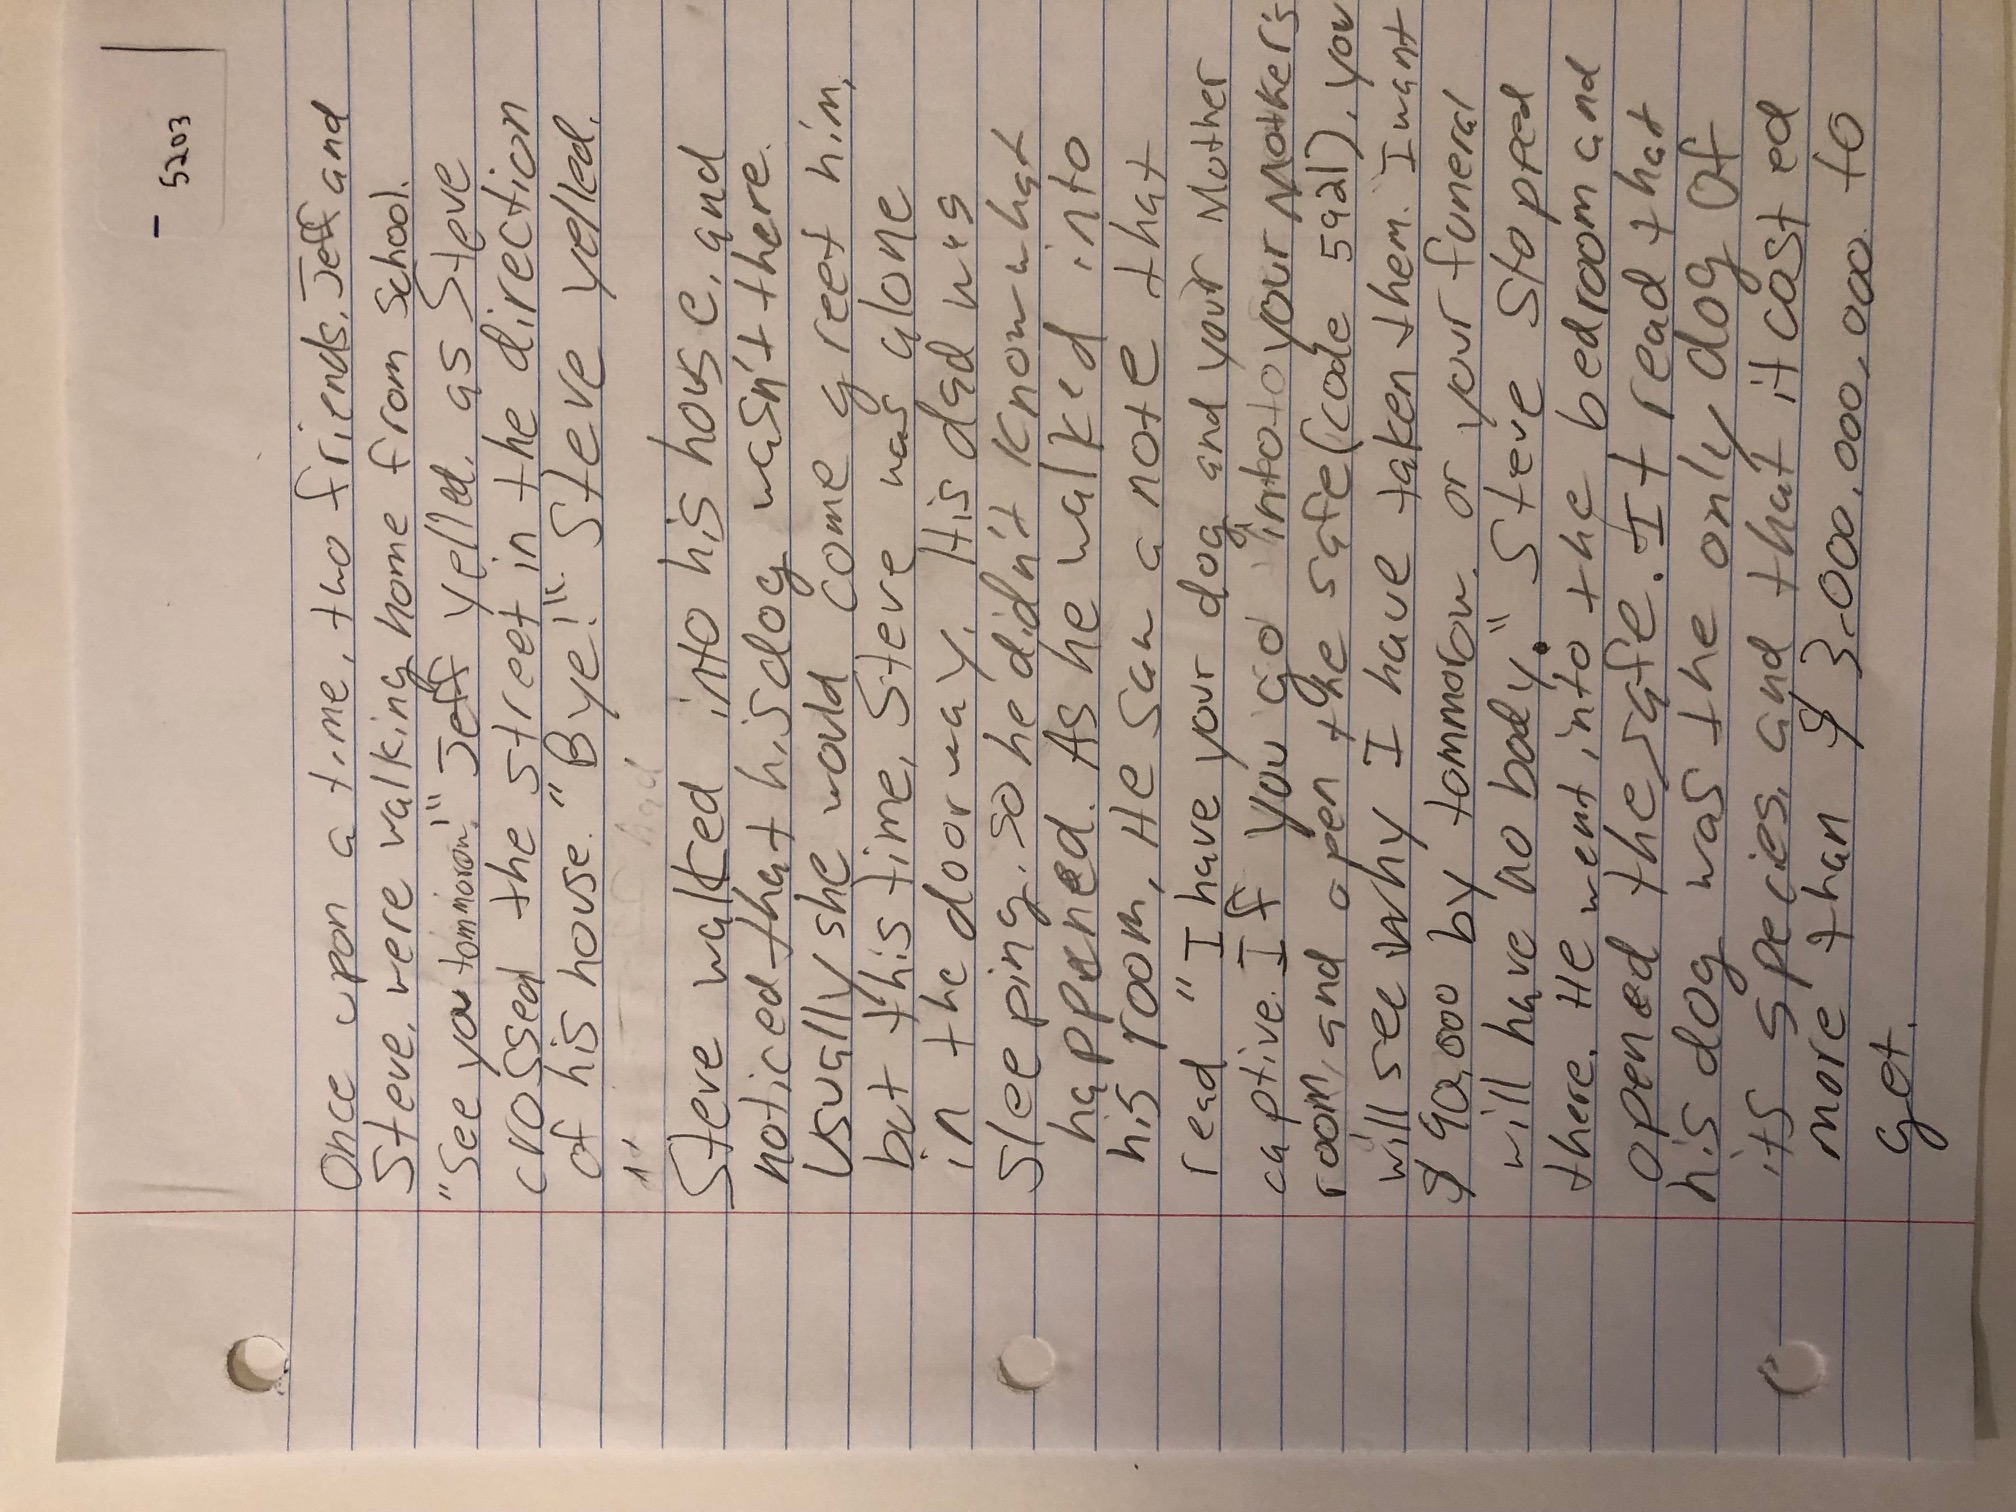 5203
Once upon a time, two friends, Jeff and
Steve, were walking home from School.
"See you tommorow!" Jeff yelled, as Steve
crossed the street in the direction
of his house. "Bye!" Steve yelled.
At had
Steve walked into his house, and
noticed that his dog wasn't there.
Usually she would come greet him,
but this time, Steve was alone
in the doorway. His dad was
sleeping, so he didn't know what
happened. As he walked into
his room, He saw a note that
read "I have your dog and your Mother
captive. If you go into to your Mother's
room, and open the safe (code 5921), you
will see why I have taken them. I want
$90,000 by tommorow, or your funeral
will have no body." Steve stopped
there. He went into the bedroom and
opened the safe. It read that
his dog was the only dog of
its species, and that it costed
more than $3,000,000,000 to
get.